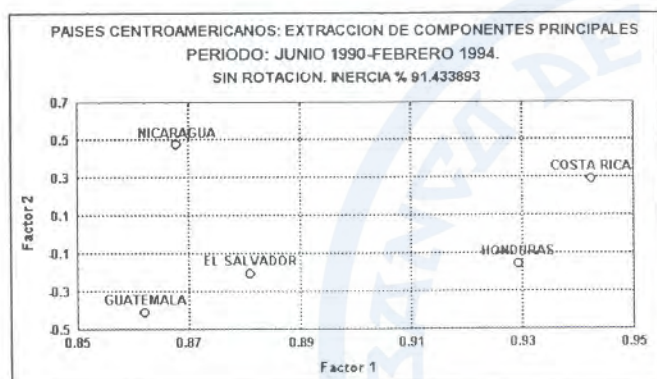 PAISES CENTROAMERICANOS: EXTRACCION DE COMPONENTES PRINCIPALES
PERIODO: JUNIO 1990-FEBRERO 1994.
SIN ROTACION. INERCIA % 91.433893
0.7
NICARAGUA
0.5
COSTA RICA
0.3
Factor 2
0.1
-0.1
EL SALVADOR
HONDURAS
-0.3
GUATEMALA
-0.5
0.85
0.87
0.89
0.91
0.93
0.95
Factor 1
BANCA DE